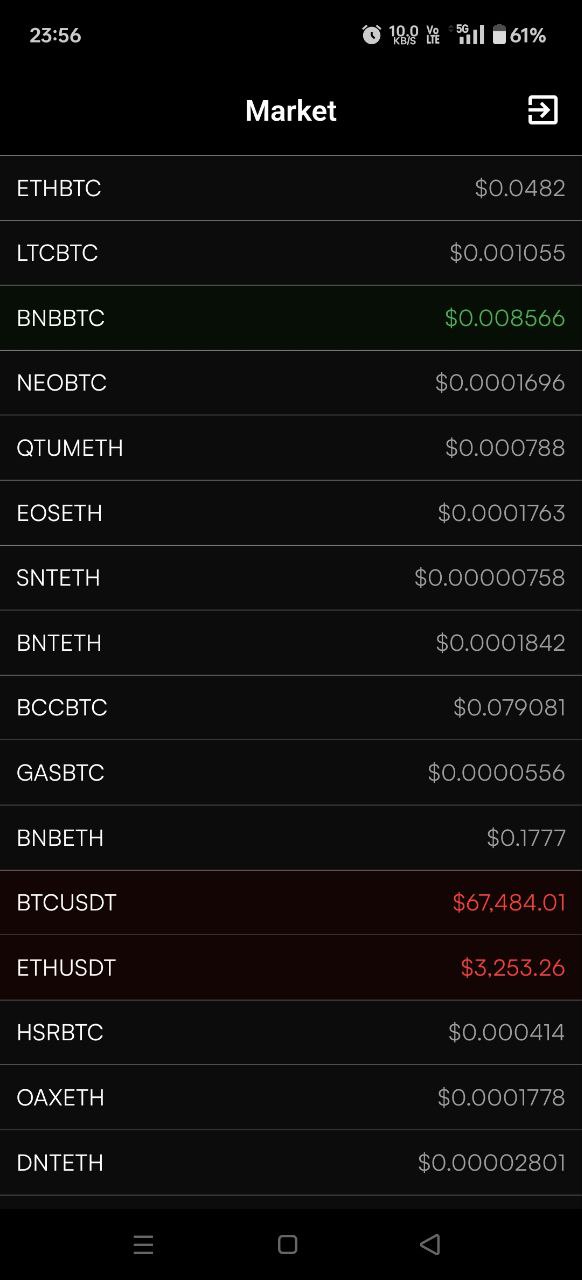 23:56 10.0 KB/S Vo LTE 5G 61%
Market
ETHBTC $0.0482
LTCBTC $0.001055
BNBBTC $0.008566
NEOBTC $0.0001696
QTUMETH $0.000788
EOSETH $0.0001763
SNTETH $0.00000758
BNTETH $0.0001842
BCCBTC $0.079081
GASBTC $0.0000556
BNBETH $0.1777
BTCUSDT $67,484.01
ETHUSDT $3,253.26
HSRBTC $0.000414
OAXETH $0.0001778
DNTETH $0.00002801